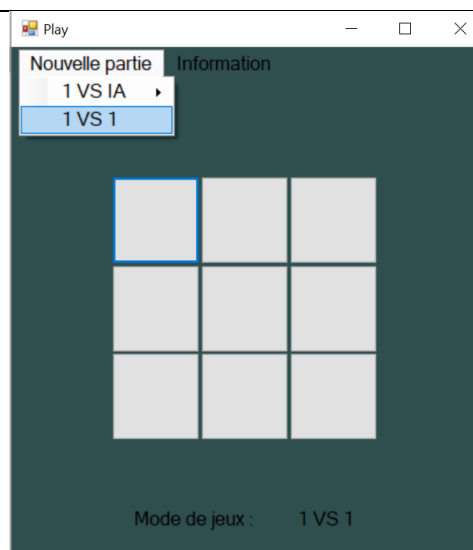 Play
Nouvelle partie Information
1 VS IA
1 VS 1
Mode de jeux : 1 VS 1